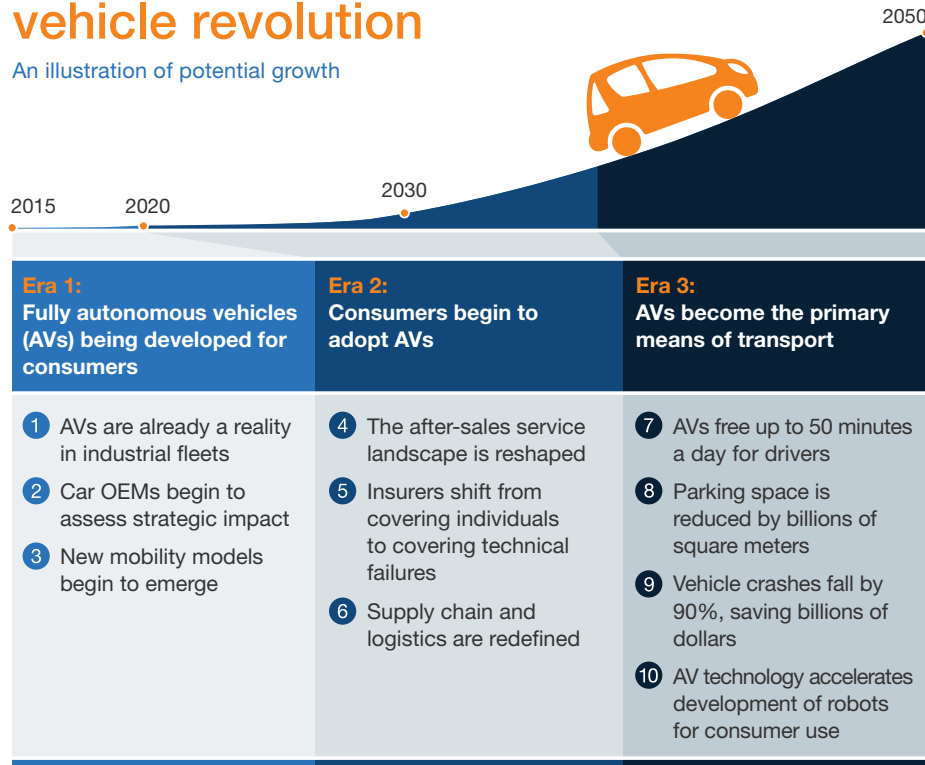 vehicle revolution
An illustration of potential growth
2015
2020
2030
2050
Era 1:
Fully autonomous vehicles
(AVs) being developed for
consumers
1 AVs are already a reality
in industrial fleets
2 Car OEMs begin to
assess strategic impact
3 New mobility models
begin to emerge
Era 2:
Consumers begin to
adopt AVs
4 The after-sales service
landscape is reshaped
5 Insurers shift from
covering individuals
to covering technical
failures
6 Supply chain and
logistics are redefined
Era 3:
AVs become the primary
means of transport
7 AVs free up to 50 minutes
a day for drivers
8 Parking space is
reduced by billions of
square meters
9 Vehicle crashes fall by
90%, saving billions of
dollars
10 AV technology accelerates
development of robots
for consumer use